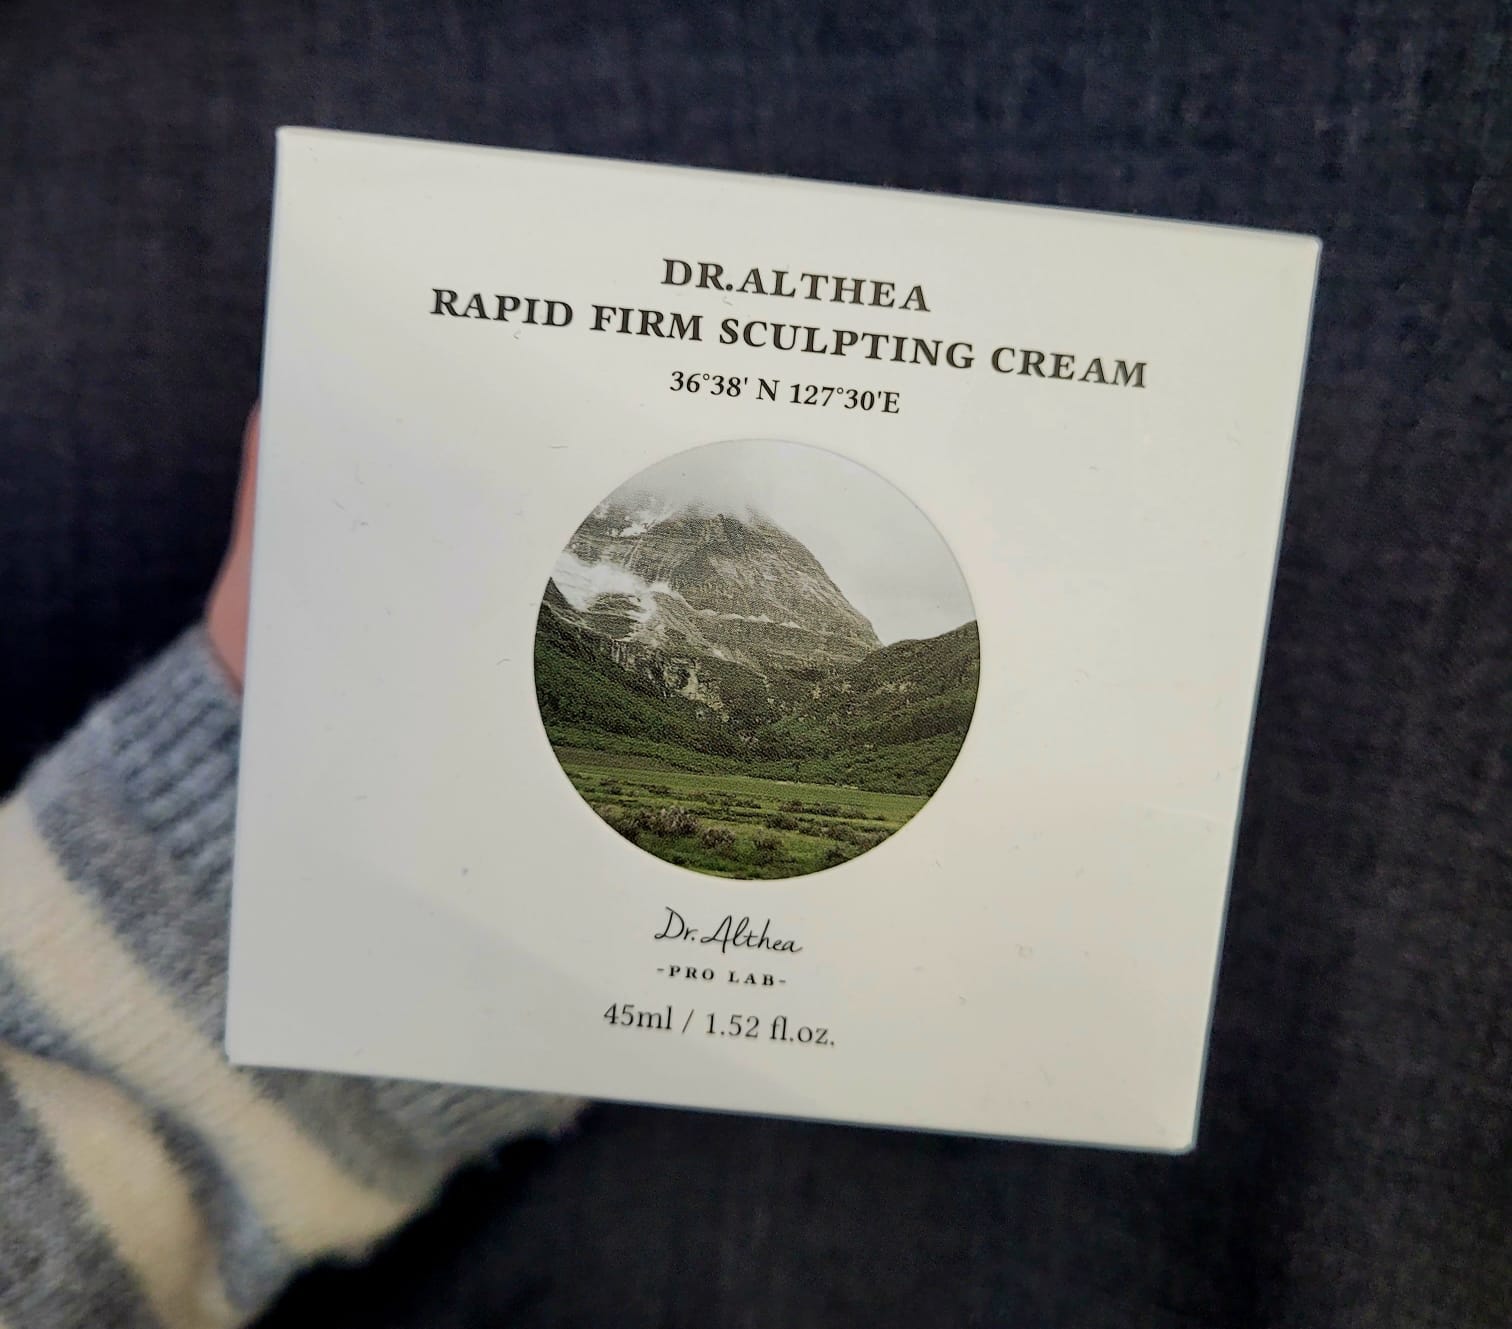 DR.ALTHEA
RAPID FIRM SCULPTING CREAM
36°38' N 127°30'E
Dr.Althea
-PRO LAB-
45ml / 1.52 fl.oz.